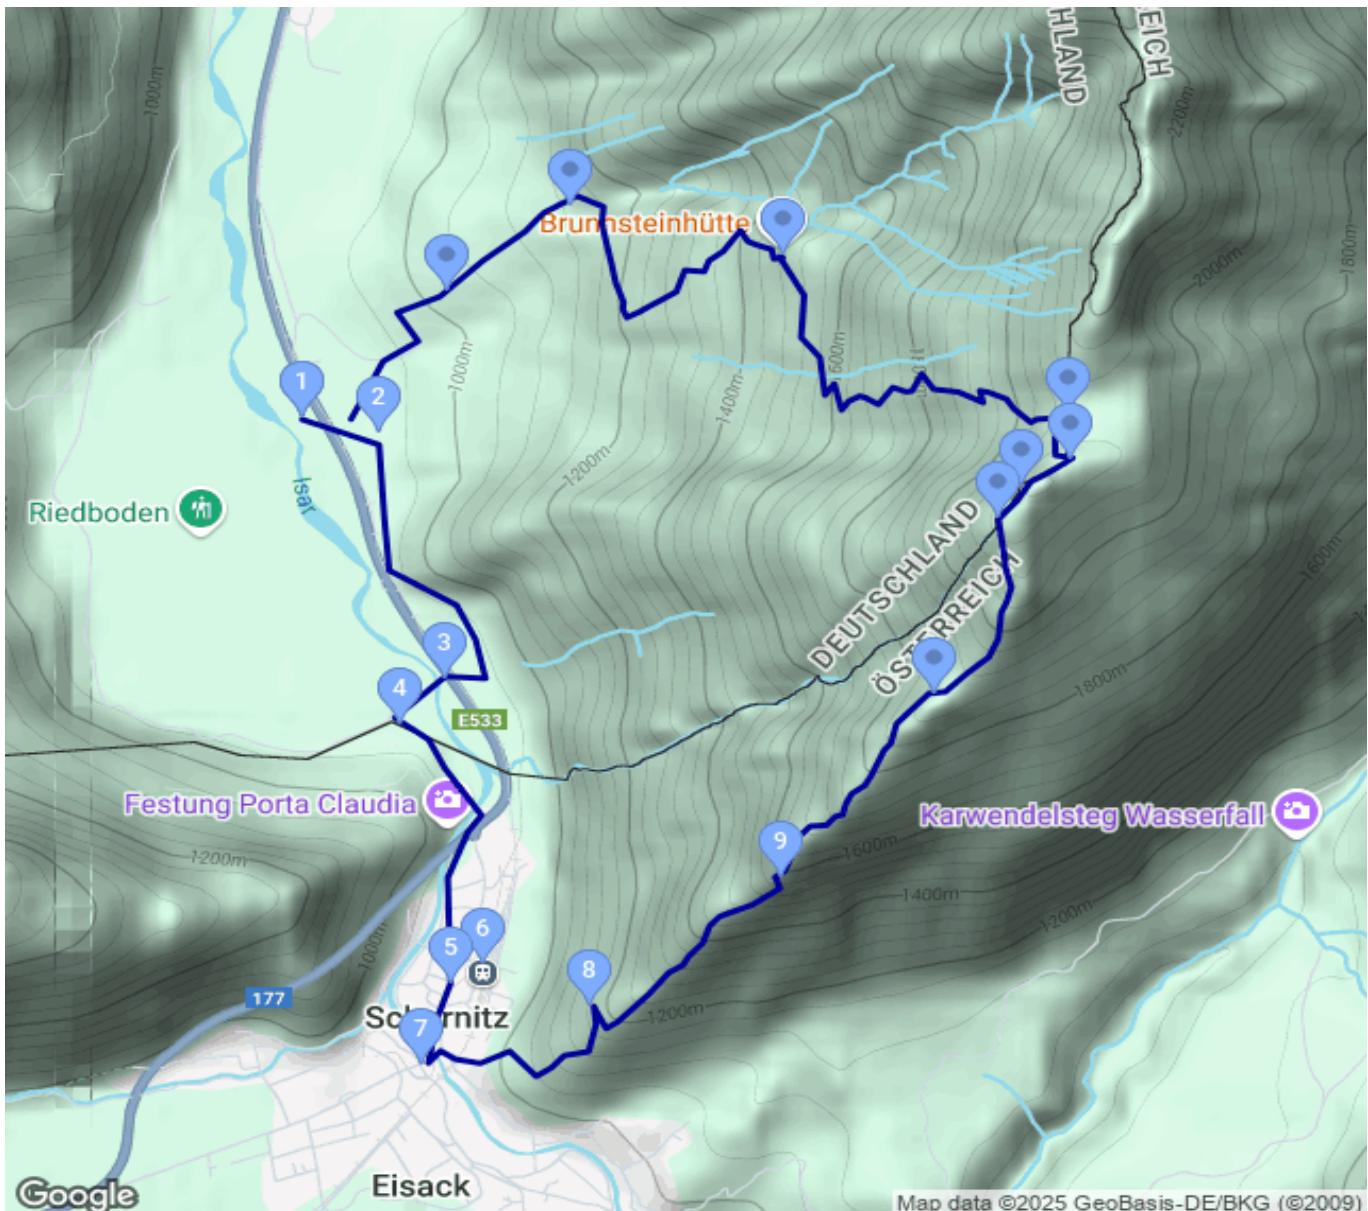 HLAND
EICH
1000m
2200m
1800m
2000m
Brunnsteinhütte
1
2
1000m
1600m
1400m
1200m
Isar
Riedboden
DEUTSCHLAND
ÖSTERREICH
1600m
3
4
E533
1800m
Festung Porta Claudia
Karwendelsteg Wasserfall
9
1600m
1200m
1400m
1200m
1000m
5
6
8
177
Scharnitz
7
1200m
Eisack
Google
Map data ©2025 GeoBasis-DE/BKG (©2009)